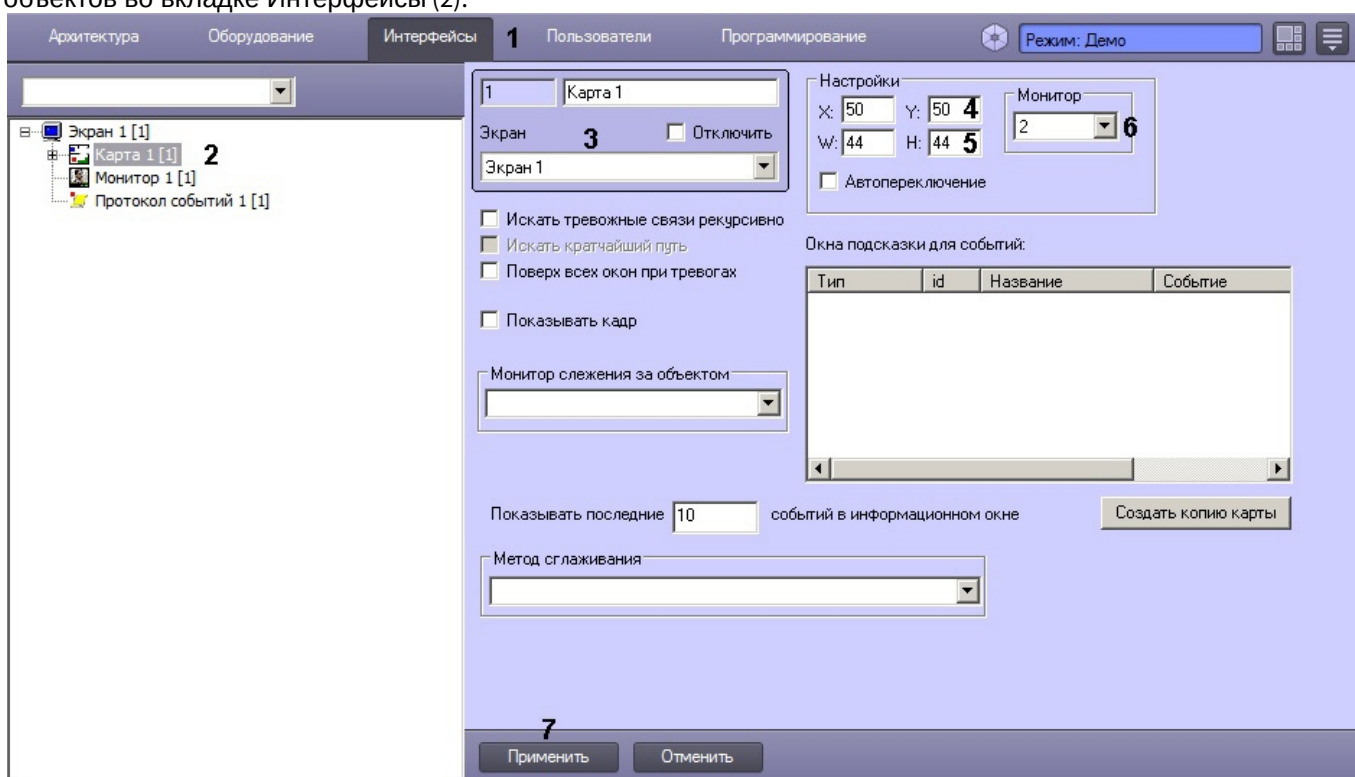 объектов во вкладке Интерфейсы (2).
Архитектура Оборудование Интерфейсы 1 Пользователи Программирование Режим: Демо
1 Карта 1
Экран 3 Отключить
Экран 1
Настройки
X: 50 Y: 50 4
W: 44 H: 44 5
Монитор
2 6
Автопереключение
Экран 1 [1]
Карта 1 [1] 2
Монитор 1 [1]
Протокол событий 1 [1]
Искать тревожные связи рекурсивно
Искать кратчайший путь
Поверх всех окон при тревогах
Показывать кадр
Окна подсказки для событий:
Тип id Название Событие
Монитор слежения за объектом
Показывать последние 10 событий в информационном окне
Создать копию карты
Метод сглаживания
7
Применить Отменить